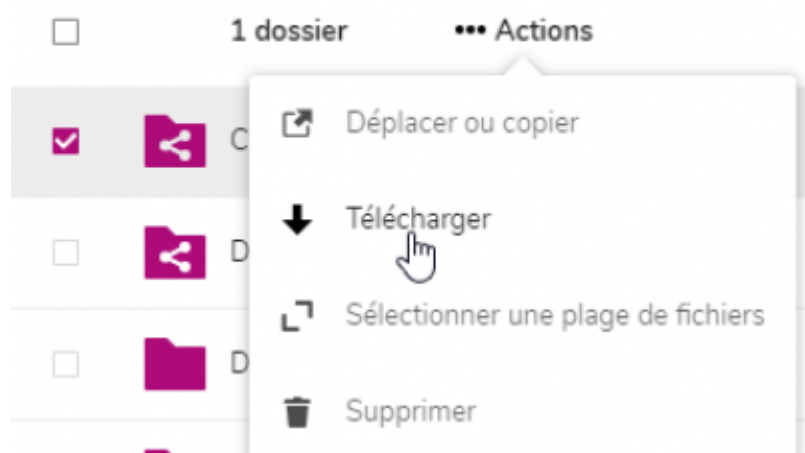 1 dossier ••• Actions
C
Déplacer ou copier
Télécharger
D
Sélectionner une plage de fichiers
D
Supprimer